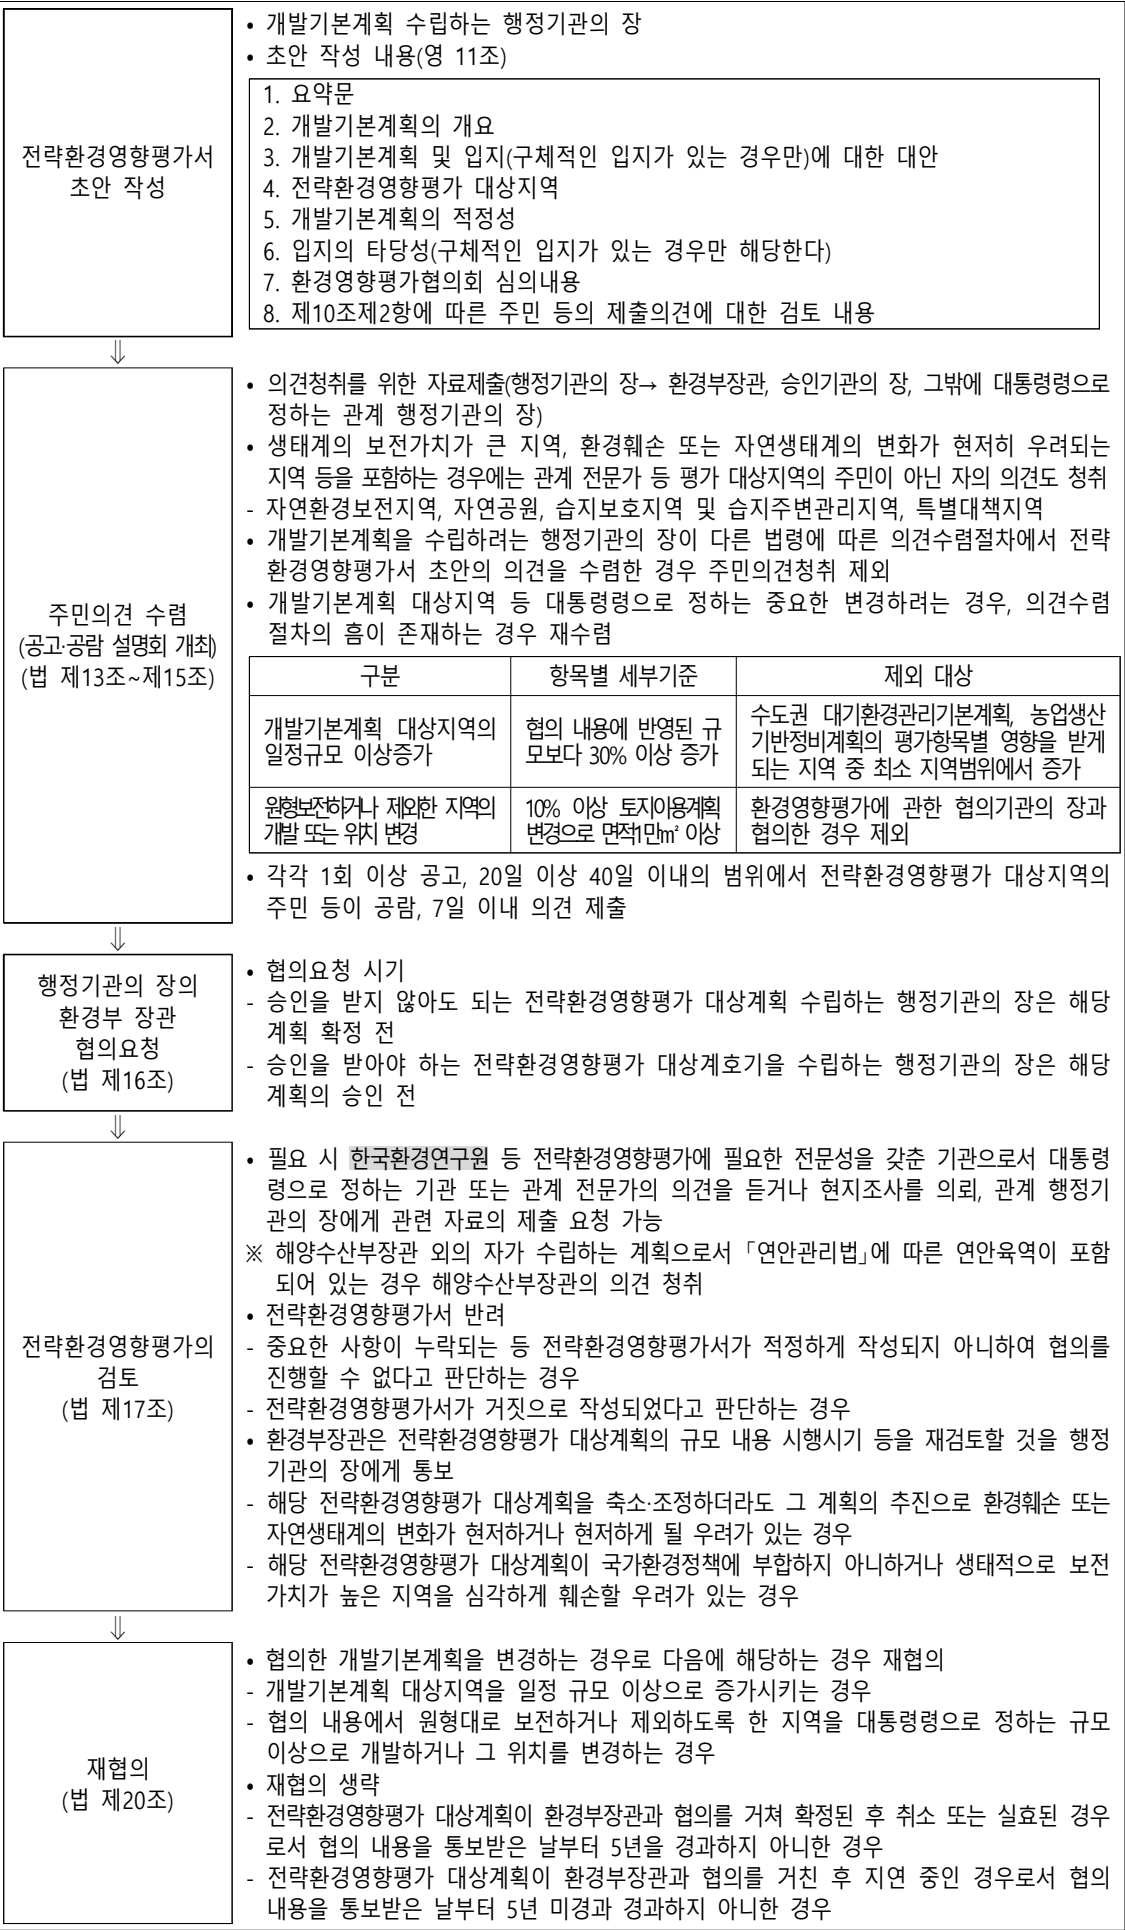 전략환경영향평가서
초안 작성
• 개발기본계획 수립하는 행정기관의 장
• 초안 작성 내용(영 11조)
1. 요약문
2. 개발기본계획의 개요
3. 개발기본계획 및 입지(구체적인 입지가 있는 경우만)에 대한 대안
4. 전략환경영향평가 대상지역
5. 개발기본계획의 적정성
6. 입지의 타당성(구체적인 입지가 있는 경우만 해당한다)
7. 환경영향평가협의회 심의내용
8. 제10조제2항에 따른 주민 등의 제출의견에 대한 검토 내용
⇓
주민의견 수렴
(공고·공람 설명회 개최)
(법 제13조~제15조)
• 의견청취를 위한 자료제출(행정기관의 장→ 환경부장관, 승인기관의 장, 그밖에 대통령령으로
정하는 관계 행정기관의 장)
• 생태계의 보전가치가 큰 지역, 환경훼손 또는 자연생태계의 변화가 현저히 우려되는
지역 등을 포함하는 경우에는 관계 전문가 등 평가 대상지역의 주민이 아닌 자의 의견도 청취
- 자연환경보전지역, 자연공원, 습지보호지역 및 습지주변관리지역, 특별대책지역
• 개발기본계획을 수립하려는 행정기관의 장이 다른 법령에 따른 의견수렴절차에서 전략
환경영향평가서 초안의 의견을 수렴한 경우 주민의견청취 제외
• 개발기본계획 대상지역 등 대통령령으로 정하는 중요한 변경하려는 경우, 의견수렴
절차의 흠이 존재하는 경우 재수렴
구분 항목별 세부기준 제외 대상
개발기본계획 대상지역의
일정규모 이상증가
협의 내용에 반영된 규
모보다 30% 이상 증가
수도권 대기환경관리기본계획, 농업생산
기반정비계획의 평가항목별 영향을 받게
되는 지역 중 최소 지역범위에서 증가
원형보전하거나 제외한 지역의
개발 또는 위치 변경
10% 이상 토지이용계획
변경으로 면적1만㎡ 이상
환경영향평가에 관한 협의기관의 장과
협의한 경우 제외
• 각각 1회 이상 공고, 20일 이상 40일 이내의 범위에서 전략환경영향평가 대상지역의
주민 등이 공람, 7일 이내 의견 제출
⇓
행정기관의 장의
환경부 장관
협의요청
(법 제16조)
• 협의요청 시기
- 승인을 받지 않아도 되는 전략환경영향평가 대상계획 수립하는 행정기관의 장은 해당
계획 확정 전
- 승인을 받아야 하는 전략환경영향평가 대상계호기을 수립하는 행정기관의 장은 해당
계획의 승인 전
⇓
전략환경영향평가의
검토
(법 제17조)
• 필요 시 한국환경연구원 등 전략환경영향평가에 필요한 전문성을 갖춘 기관으로서 대통령
령으로 정하는 기관 또는 관계 전문가의 의견을 듣거나 현지조사를 의뢰, 관계 행정기
관의 장에게 관련 자료의 제출 요청 가능
※ 해양수산부장관 외의 자가 수립하는 계획으로서 「연안관리법」에 따른 연안육역이 포함
되어 있는 경우 해양수산부장관의 의견 청취
• 전략환경영향평가서 반려
- 중요한 사항이 누락되는 등 전략환경영향평가서가 적정하게 작성되지 아니하여 협의를
진행할 수 없다고 판단하는 경우
- 전략환경영향평가서가 거짓으로 작성되었다고 판단하는 경우
• 환경부장관은 전략환경영향평가 대상계획의 규모 내용 시행시기 등을 재검토할 것을 행정
기관의 장에게 통보
- 해당 전략환경영향평가 대상계획을 축소·조정하더라도 그 계획의 추진으로 환경훼손 또는
자연생태계의 변화가 현저하거나 현저하게 될 우려가 있는 경우
- 해당 전략환경영향평가 대상계획이 국가환경정책에 부합하지 아니하거나 생태적으로 보전
가치가 높은 지역을 심각하게 훼손할 우려가 있는 경우
⇓
재협의
(법 제20조)
• 협의한 개발기본계획을 변경하는 경우로 다음에 해당하는 경우 재협의
- 개발기본계획 대상지역을 일정 규모 이상으로 증가시키는 경우
- 협의 내용에서 원형대로 보전하거나 제외하도록 한 지역을 대통령령으로 정하는 규모
이상으로 개발하거나 그 위치를 변경하는 경우
• 재협의 생략
- 전략환경영향평가 대상계획이 환경부장관과 협의를 거쳐 확정된 후 취소 또는 실효된 경우
로서 협의 내용을 통보받은 날부터 5년을 경과하지 아니한 경우
- 전략환경영향평가 대상계획이 환경부장관과 협의를 거친 후 지연 중인 경우로서 협의
내용을 통보받은 날부터 5년 미경과 경과하지 아니한 경우